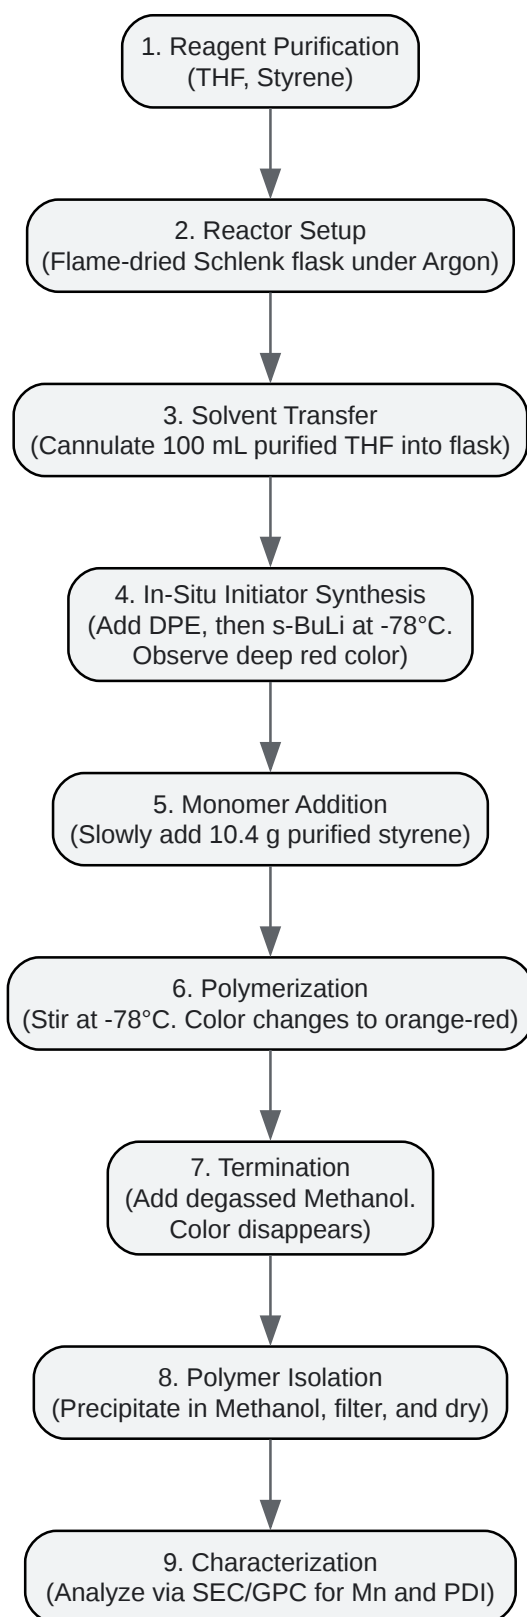 1. Reagent Purification
(THF, Styrene)
2. Reactor Setup
(Flame-dried Schlenk flask under Argon)
3. Solvent Transfer
(Cannulate 100 mL purified THF into flask)
4. In-Situ Initiator Synthesis
(Add DPE, then s-BuLi at -78°C.
Observe deep red color)
5. Monomer Addition
(Slowly add 10.4 g purified styrene)
6. Polymerization
(Stir at -78°C. Color changes to orange-red)
7. Termination
(Add degassed Methanol.
Color disappears)
8. Polymer Isolation
(Precipitate in Methanol, filter, and dry)
9. Characterization
(Analyze via SEC/GPC for Mn and PDI)